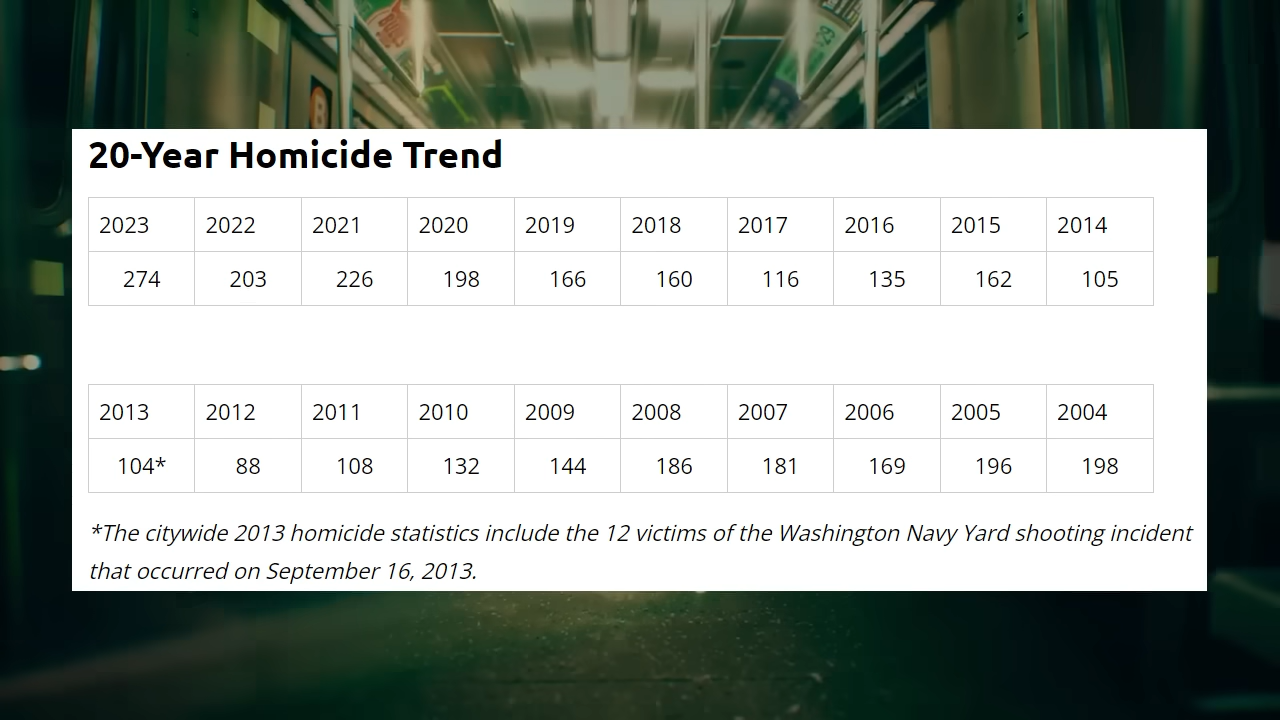 20-Year Homicide Trend
2023 2022 2021 2020 2019 2018 2017 2016 2015 2014
274 203 226 198 166 160 116 135 162 105
2013 2012 2011 2010 2009 2008 2007 2006 2005 2004
104* 88 108 132 144 186 181 169 196 198
*The citywide 2013 homicide statistics include the 12 victims of the Washington Navy Yard shooting incident
that occurred on September 16, 2013.